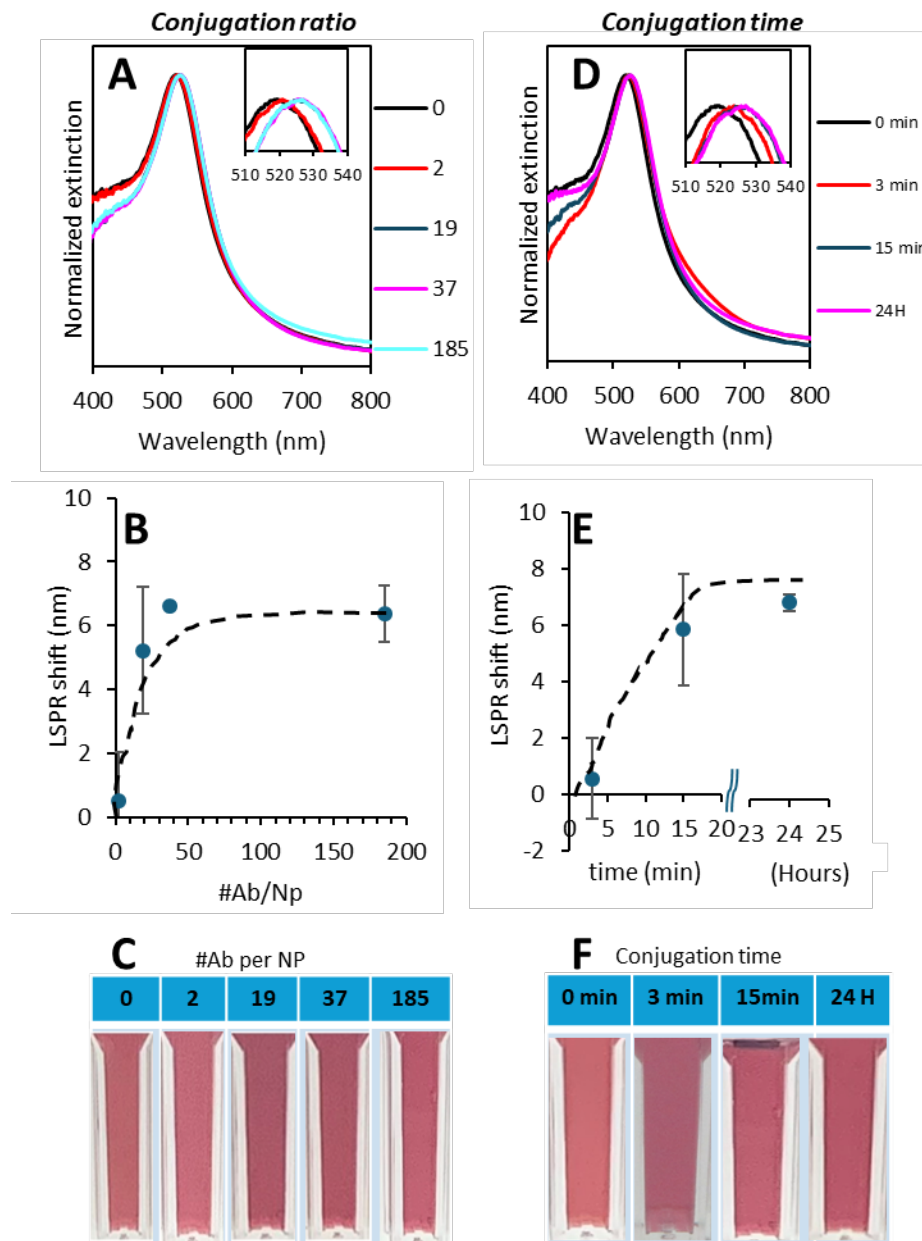 Conjugation ratio
A
Normalized extinction
510 520 530 540
0
2
19
37
185
400 500 600 700 800
Wavelength (nm)
Conjugation time
D
Normalized extinction
510 520 530 540
0 min
3 min
15 min
24H
400 500 600 700 800
Wavelength (nm)
B
LSPR shift (nm)
10
8
6
4
2
0
0 50 100 150 200
#Ab/Np
E
LSPR shift (nm)
10
8
6
4
2
0
-2
0 5 10 15 20 23 24 25
time (min) (Hours)
C
#Ab per NP
0 2 19 37 185
F
Conjugation time
0 min 3 min 15min 24 H